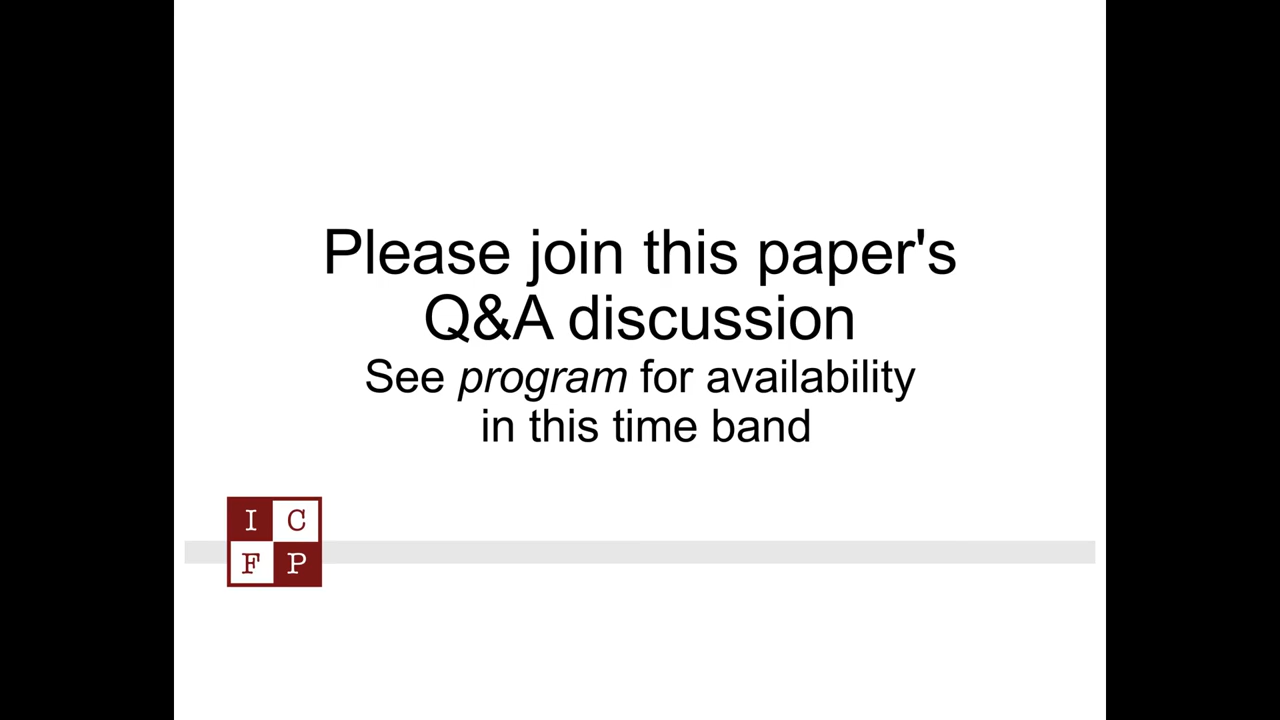 Please join this paper's
Q&A discussion
See program for availability
in this time band
I C
F P